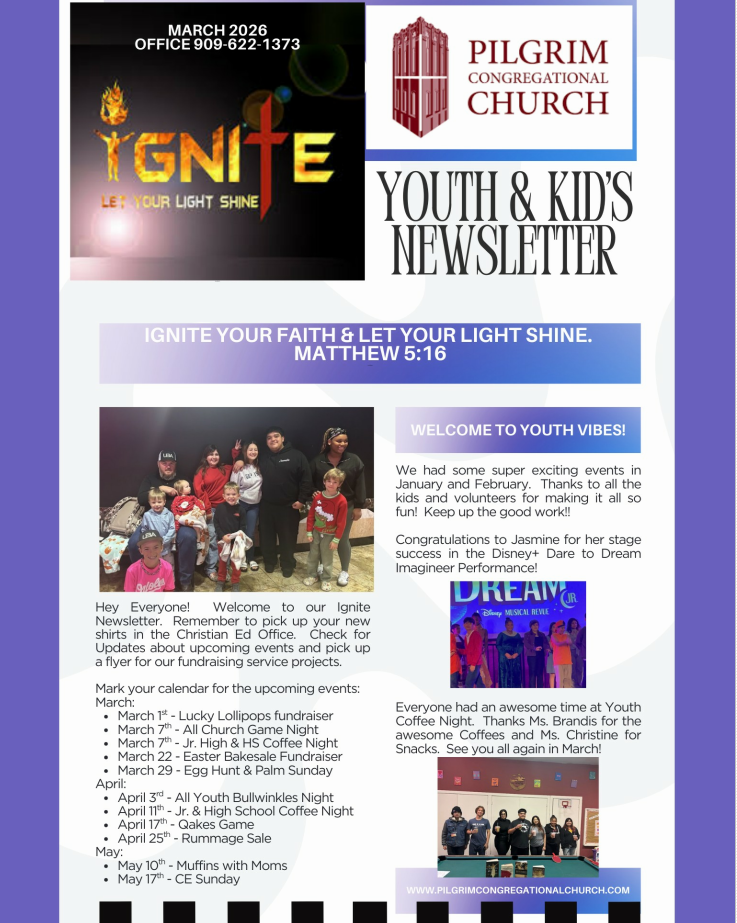 MARCH 2026
OFFICE 909-622-1373
IGNITE
LET YOUR LIGHT SHINE
PILGRIM
CONGREGATIONAL
CHURCH
YOUTH & KID'S
NEWSLETTER
IGNITE YOUR FAITH & LET YOUR LIGHT SHINE.
MATTHEW 5:16
Hey Everyone! Welcome to our Ignite
Newsletter. Remember to pick up your new
shirts in the Christian Ed Office. Check for
Updates about upcoming events and pick up
a flyer for our fundraising service projects.
Mark your calendar for the upcoming events:
March:
• March 1st - Lucky Lollipops fundraiser
• March 7th - All Church Game Night
• March 7th - Jr. High & HS Coffee Night
• March 22 - Easter Bakesale Fundraiser
• March 29 - Egg Hunt & Palm Sunday
April:
• April 3rd - All Youth Bullwinkles Night
• April 11th - Jr. & High School Coffee Night
• April 17th - Qakes Game
• April 25th - Rummage Sale
May:
• May 10th - Muffins with Moms
• May 17th - CE Sunday
WELCOME TO YOUTH VIBES!
We had some super exciting events in
January and February. Thanks to all the
kids and volunteers for making it all so
fun! Keep up the good work!!
Congratulations to Jasmine for her stage
success in the Disney+ Dare to Dream
Imagineer Performance!
DREAM
JR.
Disney MUSICAL REVUE
Everyone had an awesome time at Youth
Coffee Night. Thanks Ms. Brandis for the
awesome Coffees and Ms. Christine for
Snacks. See you all again in March!
WWW.PILGRIMCONGREGATIONALCHURCH.COM